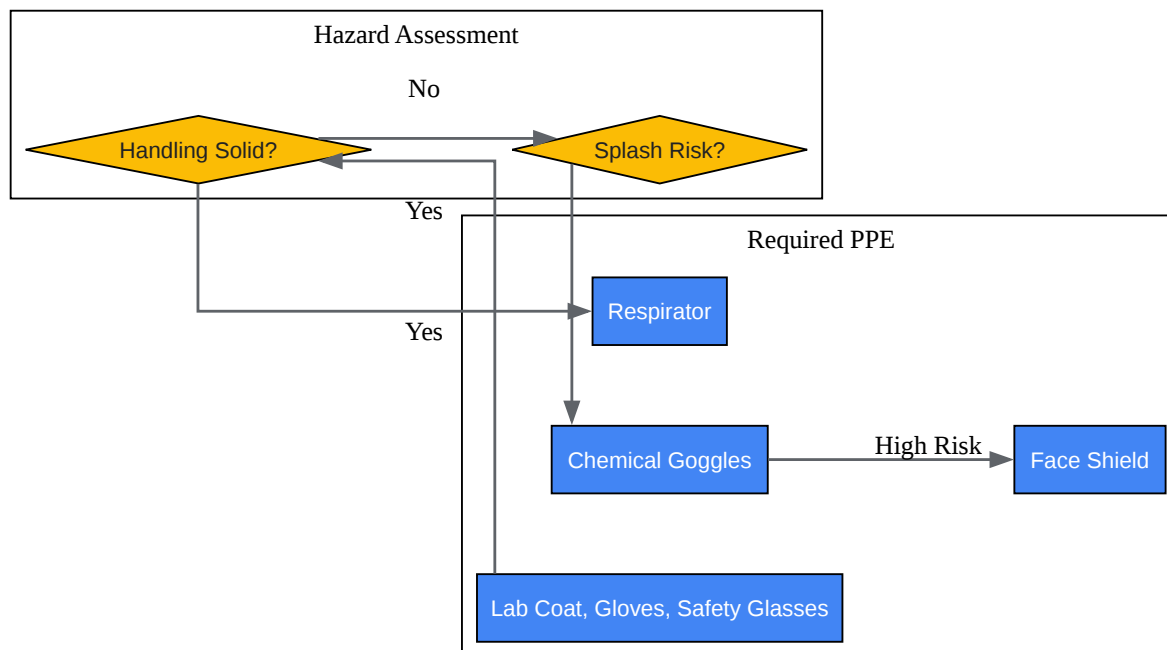 Hazard Assessment
No
Handling Solid?
Splash Risk?
Yes
Required PPE
Respirator
Yes
High Risk
Chemical Goggles
Face Shield
Lab Coat, Gloves, Safety Glasses